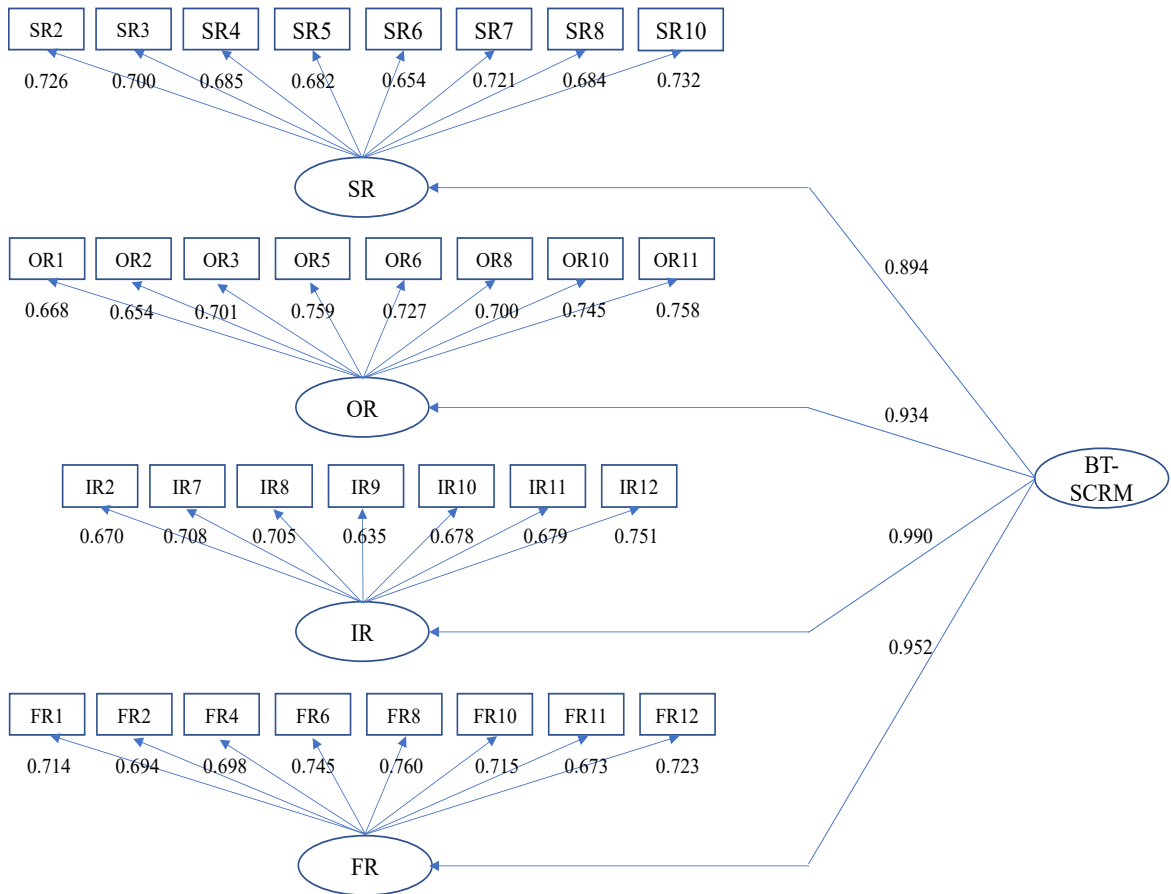 SR2 SR3 SR4 SR5 SR6 SR7 SR8 SR10
0.726 0.700 0.685 0.682 0.654 0.721 0.684 0.732
SR
OR1 OR2 OR3 OR5 OR6 OR8 OR10 OR11
0.894
0.668 0.654 0.701 0.759 0.727 0.700 0.745 0.758
OR
0.934
BT-
SCRM
IR2 IR7 IR8 IR9 IR10 IR11 IR12
0.670 0.708 0.705 0.635 0.678 0.679 0.751
0.990
IR
0.952
FR1 FR2 FR4 FR6 FR8 FR10 FR11 FR12
0.714 0.694 0.698 0.745 0.760 0.715 0.673 0.723
FR